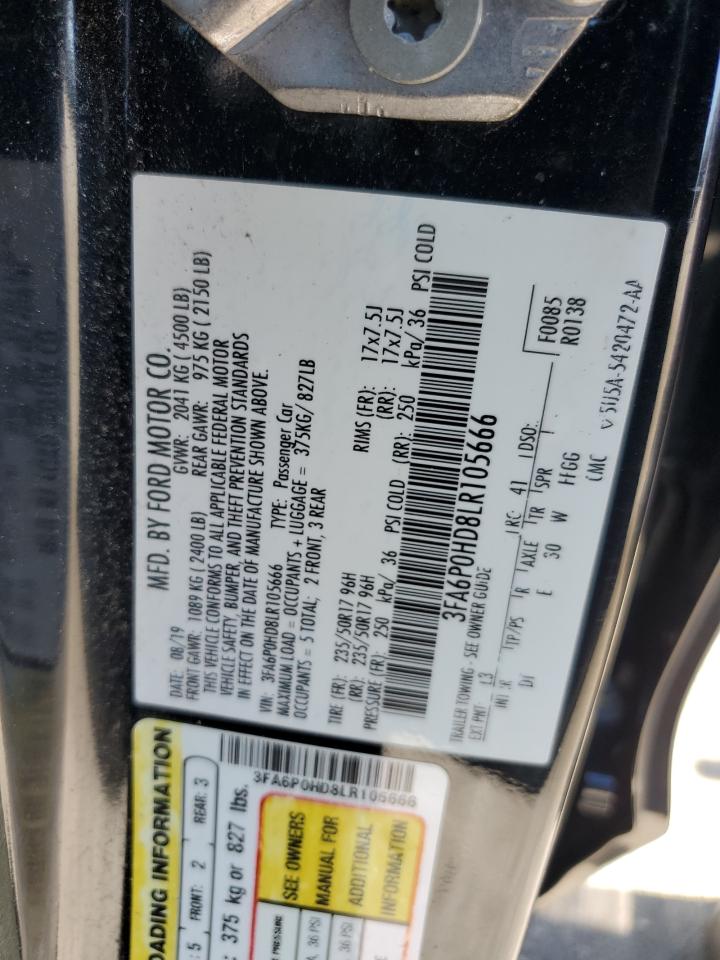 MFD. BY FORD MOTOR CO.
DATE: 08/19 GVWR: 2041 KG ( 4500 LB)
FRONT GAWR: 1089 KG ( 2400 LB) REAR GAWR: 975 KG ( 2150 LB)
THIS VEHICLE CONFORMS TO ALL APPLICABLE FEDERAL MOTOR
VEHICLE SAFETY, BUMPER, AND THEFT PREVENTION STANDARDS
IN EFFECT ON THE DATE OF MANUFACTURE SHOWN ABOVE.
VIN: 3FA6P0HD8LR105666 TYPE: Passenger Car
MAXIMUM LOAD = OCCUPANTS + LUGGAGE = 375KG/ 827LB
OCCUPANTS = 5 TOTAL; 2 FRONT, 3 REAR
TIRE (FR): 235/50R17 96H RIMS (FR): 17x7.5J
(RR): 235/50R17 96H (RR): 17x7.5J
PRESSURE (FR): 250 kPa/ 36 PSI COLD (RR): 250 kPa/ 36 PSI COLD
3FA6P0HD8LR105666
TRAILER TOWING - SEE OWNER GUIDE
EXT PNT: RC: 41 DSO: F0085
R0138
TP/PS R AXLE TR SPR
E 30 W
CMC 5U5A-5420472-AA
LOADING INFORMATION
: 5 FRONT: 2 REAR: 3
375 kg or 827 lbs.
3FA6P0HD8LR105666
PRESSURE
36 PSI
36 PSI
SEE OWNERS
MANUAL FOR
ADDITIONAL
INFORMATION